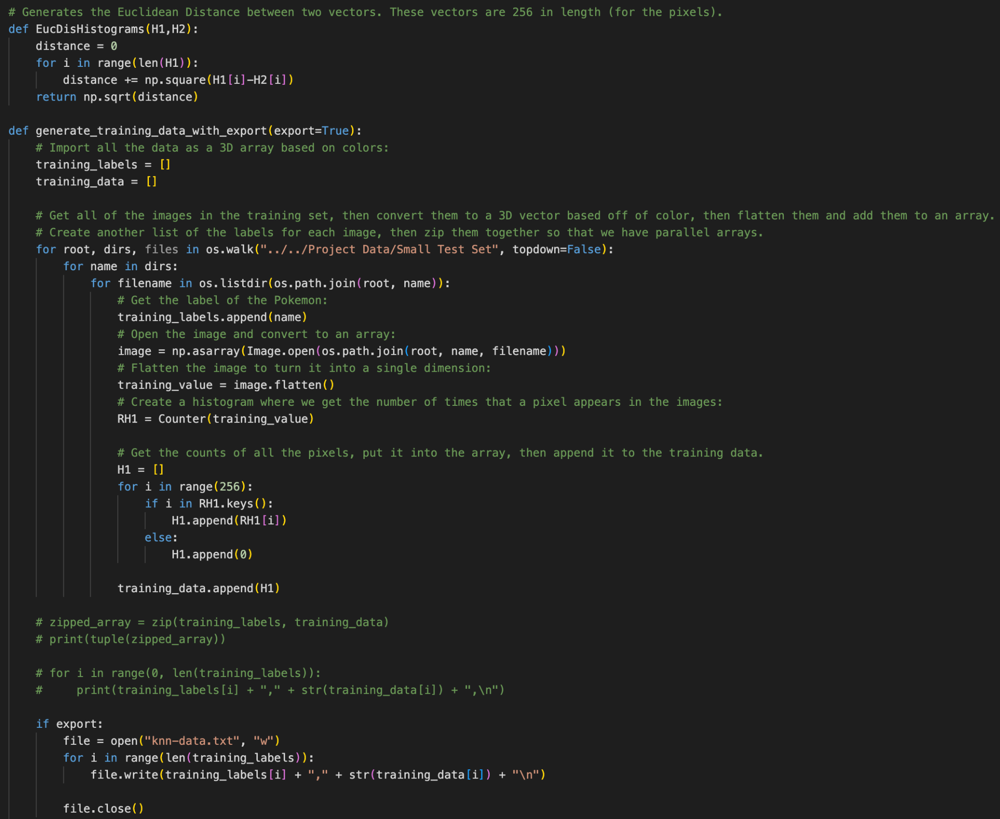 # Generates the Euclidean Distance between two vectors. These vectors are 256 in length (for the pixels).
def EucDisHistograms(H1,H2):
    distance = 0
    for i in range(len(H1)):
        distance += np.square(H1[i]-H2[i])
    return np.sqrt(distance)

def generate_training_data_with_export(export=True):
    # Import all the data as a 3D array based on colors:
    training_labels = []
    training_data = []

    # Get all of the images in the training set, then convert them to a 3D vector based off of color, then flatten them and add them to an array.
    # Create another list of the labels for each image, then zip them together so that we have parallel arrays.
    for root, dirs, files in os.walk("../../Project Data/Small Test Set", topdown=False):
        for name in dirs:
            for filename in os.listdir(os.path.join(root, name)):
                # Get the label of the Pokemon:
                training_labels.append(name)
                # Open the image and convert to an array:
                image = np.asarray(Image.open(os.path.join(root, name, filename)))
                # Flatten the image to turn it into a single dimension:
                training_value = image.flatten()
                # Create a histogram where we get the number of times that a pixel appears in the images:
                RH1 = Counter(training_value)

                # Get the counts of all the pixels, put it into the array, then append it to the training data.
                H1 = []
                for i in range(256):
                    if i in RH1.keys():
                        H1.append(RH1[i])
                    else:
                        H1.append(0)

                training_data.append(H1)

    # zipped_array = zip(training_labels, training_data)
    # print(tuple(zipped_array))

    # for i in range(0, len(training_labels)):
    #     print(training_labels[i] + "," + str(training_data[i]) + ",\n")

    if export:
        file = open("knn-data.txt", "w")
        for i in range(len(training_labels)):
            file.write(training_labels[i] + "," + str(training_data[i]) + "\n")

        file.close()